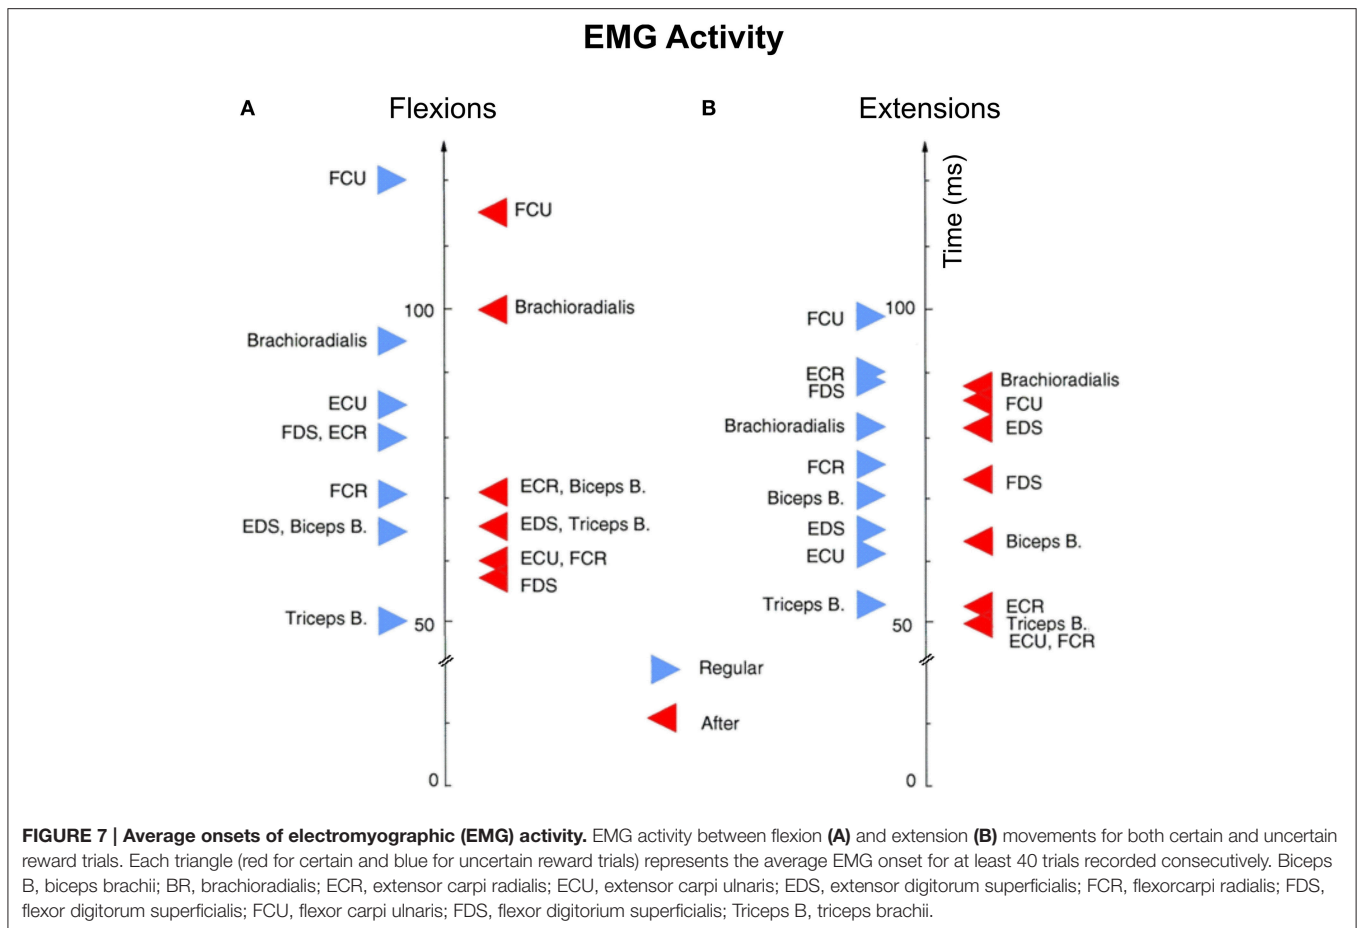 EMG Activity
A
Flexions
FCU
FCU
100
Brachioradialis
Brachioradialis
ECU
FDS, ECR
FCR
ECR, Biceps B.
EDS, Biceps B.
EDS, Triceps B.
ECU, FCR
FDS
Triceps B.
50
0
B
Extensions
Time (ms)
100
FCU
ECR
FDS
Brachioradialis
FCU
Brachioradialis
EDS
FCR
FDS
Biceps B.
EDS
Biceps B.
ECU
Triceps B.
ECR
50
Triceps B.
ECU, FCR
0
Regular
After
FIGURE 7 | Average onsets of electromyographic (EMG) activity. EMG activity between flexion (A) and extension (B) movements for both certain and uncertain
reward trials. Each triangle (red for certain and blue for uncertain reward trials) represents the average EMG onset for at least 40 trials recorded consecutively. Biceps
B, biceps brachii; BR, brachioradialis; ECR, extensor carpi radialis; ECU, extensor carpi ulnaris; EDS, extensor digitorum superficialis; FCR, flexorcarpi radialis; FDS,
flexor digitorum superficialis; FCU, flexor carpi ulnaris; FDS, flexor digitorium superficialis; Triceps B, triceps brachii.